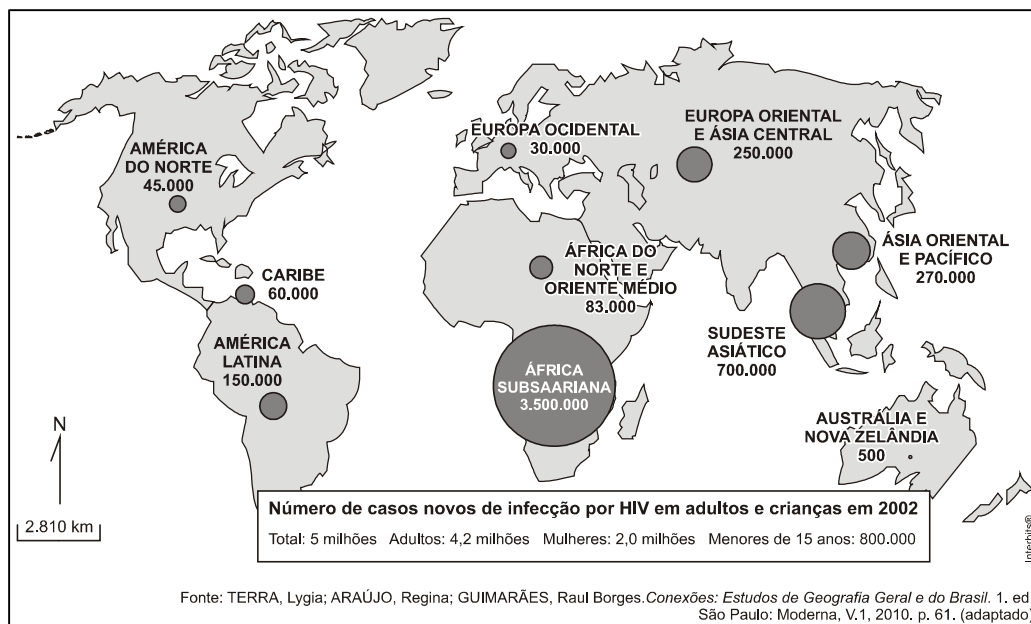 EUROPA OCIDENTAL
30.000
EUROPA ORIENTAL
E ÁSIA CENTRAL
250.000
AMÉRICA
DO NORTE
45.000
ÁSIA ORIENTAL
E PACÍFICO
270.000
ÁFRICA DO
NORTE E
ORIENTE MÉDIO
83.000
CARIBE
60.000
SUDESTE
ASIÁTICO
700.000
AMÉRICA
LATINA
150.000
ÁFRICA
SUBSAARIANA
3.500.000
AUSTRÁLIA E
NOVA ZELÂNDIA
500
N
2.810 km
Número de casos novos de infecção por HIV em adultos e crianças em 2002
Total: 5 milhões Adultos: 4,2 milhões Mulheres: 2,0 milhões Menores de 15 anos: 800.000
Interbits®
Fonte: TERRA, Lygia; ARAÚJO, Regina; GUIMARÃES, Raul Borges.Conexões: Estudos de Geografia Geral e do Brasil. 1. ed
São Paulo: Moderna, V.1, 2010. p. 61. (adaptado)